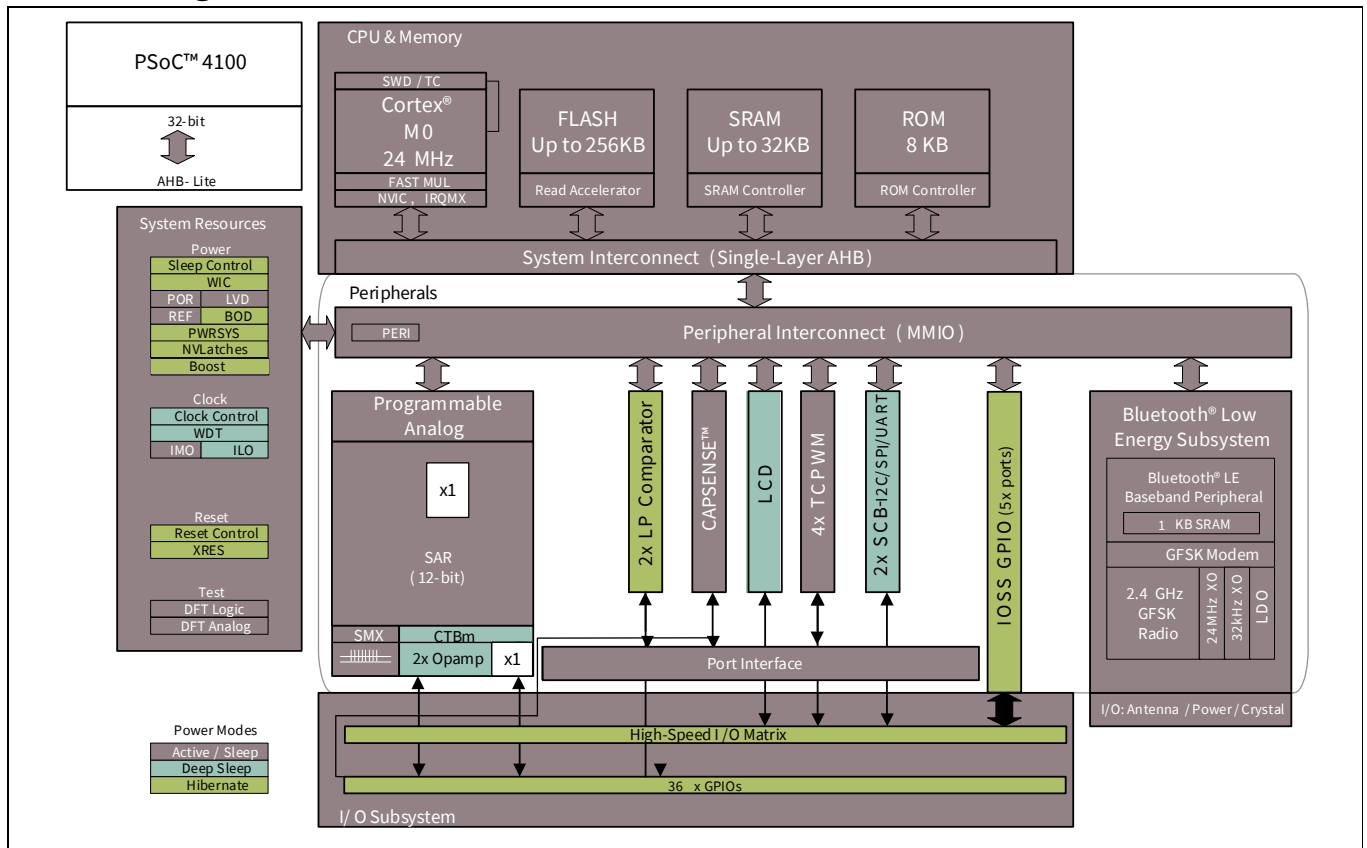 PSoC™ 4100
32-bit
AHB- Lite
CPU & Memory
SWD / TC
Cortex®
M0
24 MHz
FAST MUL
NVIC , IRQMX
FLASH
Up to 256KB
Read Accelerator
SRAM
Up to 32KB
SRAM Controller
ROM
8 KB
ROM Controller
System Interconnect (Single-Layer AHB)
System Resources
Power
Sleep Control
WIC
POR LVD
REF BOD
PWRSYS
NVLatches
Boost
Clock
Clock Control
WDT
IMO ILO
Reset
Reset Control
XRES
Test
DFT Logic
DFT Analog
Peripherals
PERI
Peripheral Interconnect (MMIO)
Programmable
Analog
x1
SAR
(12-bit)
SMX CTBm
2x Opamp x1
2x LP Comparator
CAPSENSE™
LCD
4x TCPWM
2x SCB-I2C/SPI/UART
IOSS GPIO (5x ports)
Port Interface
Bluetooth® Low
Energy Subsystem
Bluetooth® LE
Baseband Peripheral
1 KB SRAM
GFSK Modem
2.4 GHz
GFSK
Radio
24MHz XO
32kHz XO
LDO
I/O: Antenna / Power / Crystal
Power Modes
Active / Sleep
Deep Sleep
Hibernate
High-Speed I/O Matrix
36 x GPIOs
I/O Subsystem